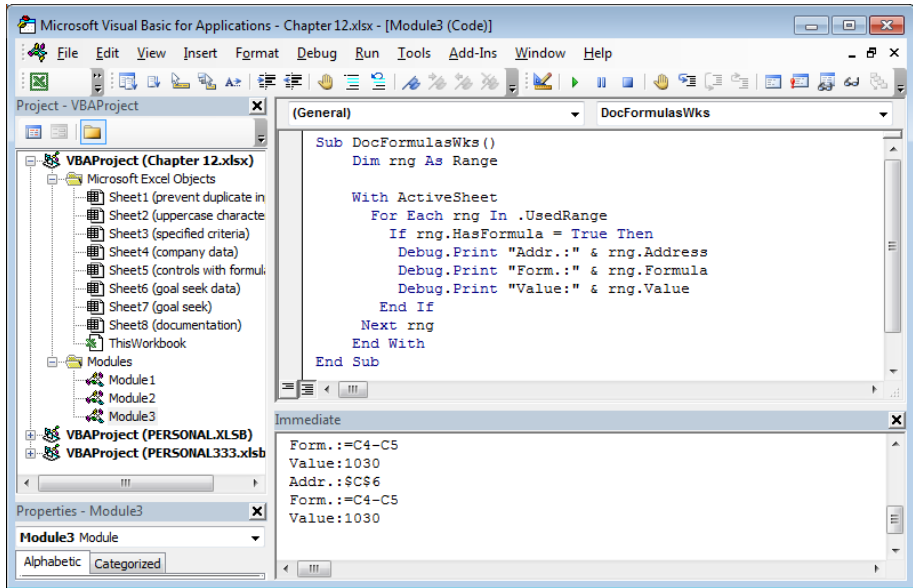 Microsoft Visual Basic for Applications - Chapter 12.xlsx - [Module3 (Code)]
File Edit View Insert Format Debug Run Tools Add-Ins Window Help
Project - VBAProject
VBAProject (Chapter 12.xlsx)
Microsoft Excel Objects
Sheet1 (prevent duplicate in
Sheet2 (uppercase characte
Sheet3 (specified criteria)
Sheet4 (company data)
Sheet5 (controls with formula
Sheet6 (goal seek data)
Sheet7 (goal seek)
Sheet8 (documentation)
ThisWorkbook
Modules
Module1
Module2
Module3
VBAProject (PERSONAL.XLSB)
VBAProject (PERSONAL333.xlsb
Properties - Module3
Module3 Module
Alphabetic Categorized
(General) DocFormulasWks
Sub DocFormulasWks()
Dim rng As Range
With ActiveSheet
For Each rng In .UsedRange
If rng.HasFormula = True Then
Debug.Print "Addr.:" & rng.Address
Debug.Print "Form.:" & rng.Formula
Debug.Print "Value:" & rng.Value
End If
Next rng
End With
End Sub
Immediate
Form.:=C4-C5
Value:1030
Addr.:$C$6
Form.:=C4-C5
Value:1030